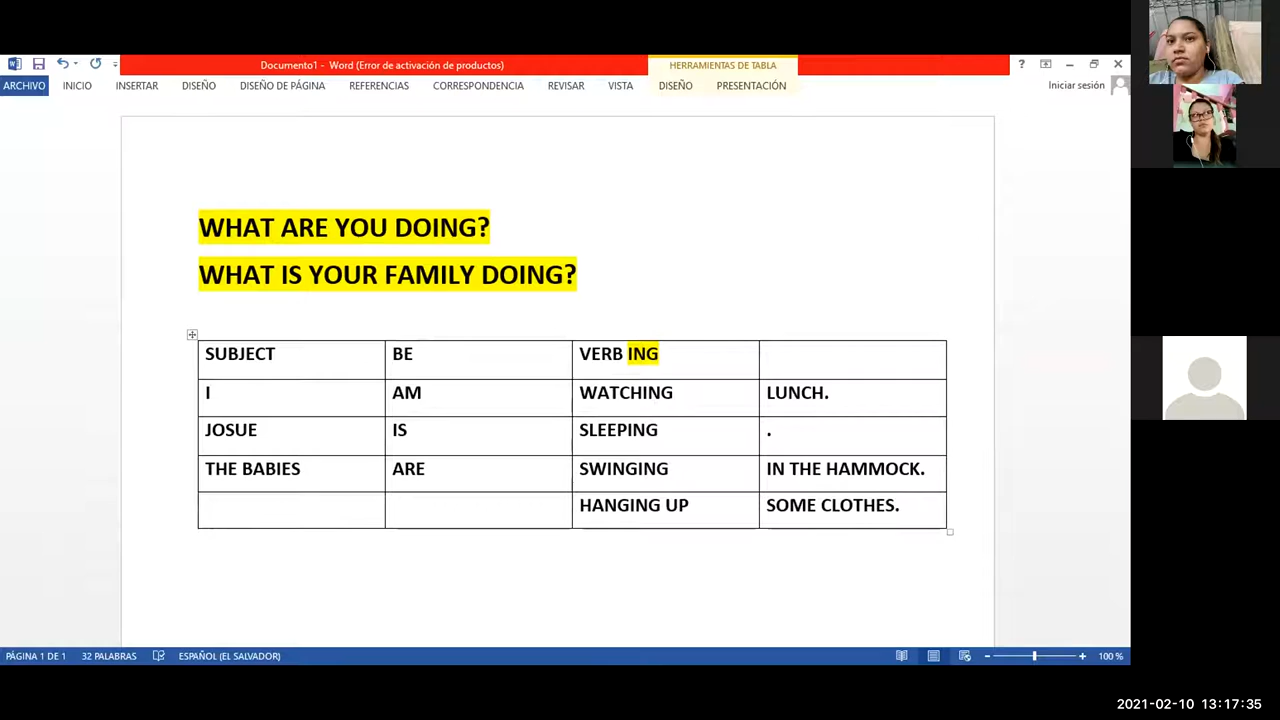 Documento1 - Word (Error de activación de productos)
HERRAMIENTAS DE TABLA
?
ARCHIVO INICIO INSERTAR DISEÑO DISEÑO DE PÁGINA REFERENCIAS CORRESPONDENCIA REVISAR VISTA DISEÑO PRESENTACIÓN Iniciar sesión
WHAT ARE YOU DOING?
WHAT IS YOUR FAMILY DOING?
SUBJECT BE VERB ING
I AM WATCHING LUNCH.
JOSUE IS SLEEPING .
THE BABIES ARE SWINGING IN THE HAMMOCK.
HANGING UP SOME CLOTHES.
PÁGINA 1 DE 1 32 PALABRAS ESPAÑOL (EL SALVADOR) 100 %
2021-02-10 13:17:35